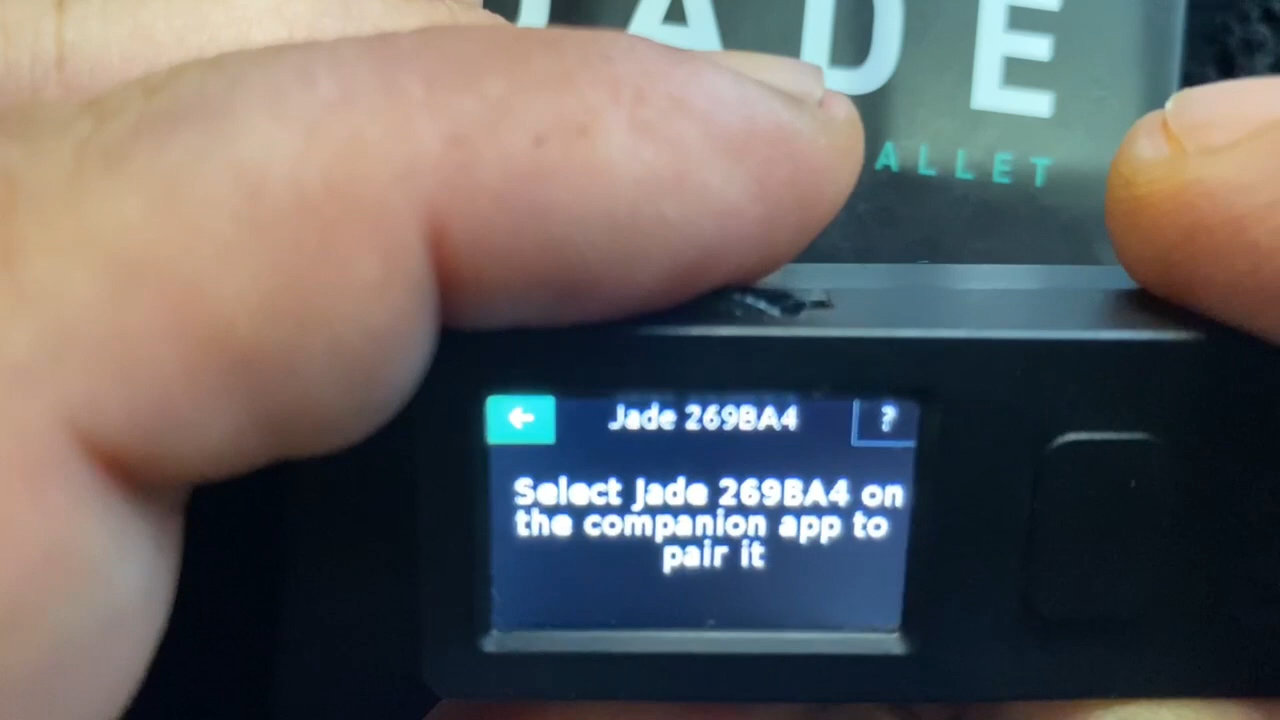 JADE
ALLET
← Jade 269BA4 ?
Select Jade 269BA4 on
the companion app to
pair it